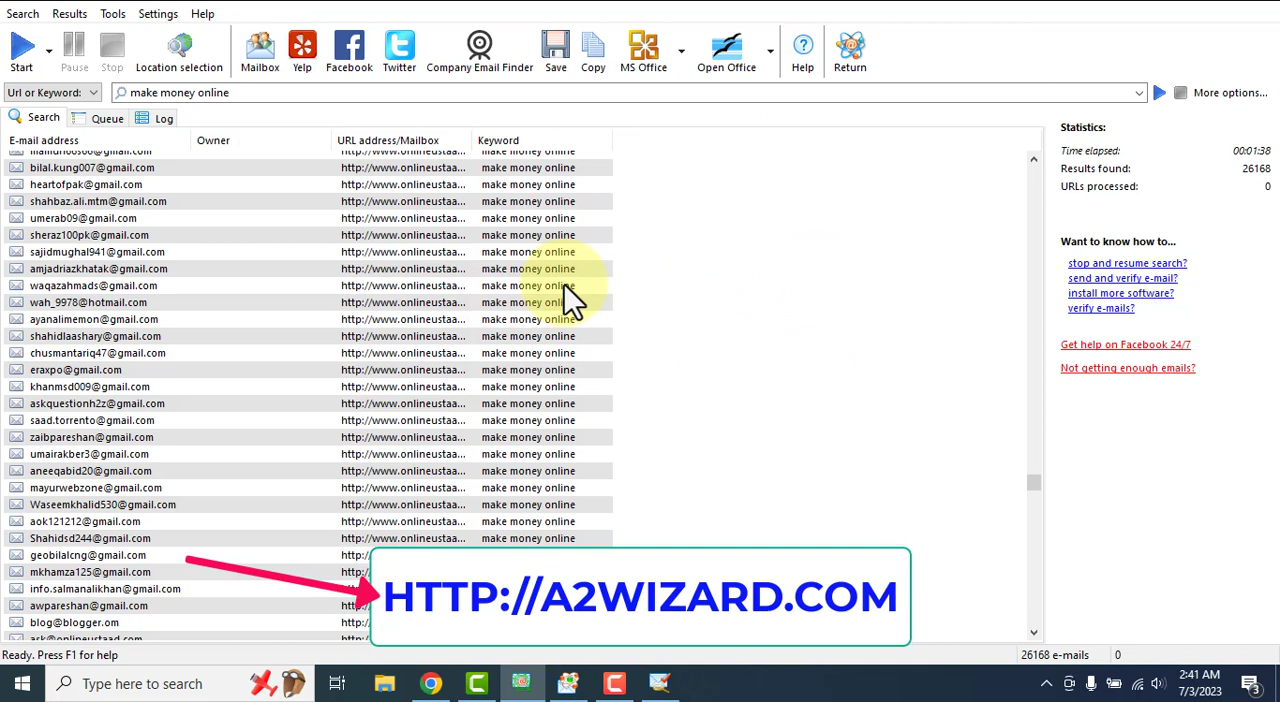 Search Results Tools Settings Help
Start Pause Stop Location selection Mailbox Yelp Facebook Twitter Company Email Finder Save Copy MS Office Open Office Help Return
Url or Keyword: make money online More options...
Search Queue Log
E-mail address Owner URL address/Mailbox Keyword
make money online
bilal.kung007@gmail.com http://www.onlineustaa... make money online
heartofpak@gmail.com http://www.onlineustaa... make money online
shahbaz.ali.mtm@gmail.com http://www.onlineustaa... make money online
umerab09@gmail.com http://www.onlineustaa... make money online
sheraz100pk@gmail.com http://www.onlineustaa... make money online
sajidmughal941@gmail.com http://www.onlineustaa... make money online
amjadriazkhatak@gmail.com http://www.onlineustaa... make money online
waqazahmads@gmail.com http://www.onlineustaa... make money online
wah_9978@hotmail.com http://www.onlineustaa... make money online
ayanalimemon@gmail.com http://www.onlineustaa... make money online
shahidlaashary@gmail.com http://www.onlineustaa... make money online
chusmantariq47@gmail.com http://www.onlineustaa... make money online
eraxpo@gmail.com http://www.onlineustaa... make money online
khanmsd009@gmail.com http://www.onlineustaa... make money online
askquestionh2z@gmail.com http://www.onlineustaa... make money online
saad.torrento@gmail.com http://www.onlineustaa... make money online
zaibpareshan@gmail.com http://www.onlineustaa... make money online
umairakber3@gmail.com http://www.onlineustaa... make money online
aneeqabid20@gmail.com http://www.onlineustaa... make money online
mayurwebzone@gmail.com http://www.onlineustaa... make money online
Waseemkhalid530@gmail.com http://www.onlineustaa... make money online
aok121212@gmail.com http://www.onlineustaa... make money online
Shahidsd244@gmail.com http://www.onlineustaa... make money online
geobilalcng@gmail.com http:/
mkhamza125@gmail.com
info.salmanalikhan@gmail.com
awpareshan@gmail.com
blog@blogger.om
ask@onlineustaad.com
HTTP://A2WIZARD.COM
Statistics:
Time elapsed: 00:01:38
Results found: 26168
URLs processed: 0
Want to know how to...
stop and resume search?
send and verify e-mail?
install more software?
verify e-mails?
Get help on Facebook 24/7
Not getting enough emails?
Ready. Press F1 for help 26168 e-mails 0
Type here to search
2:41 AM
7/3/2023
3